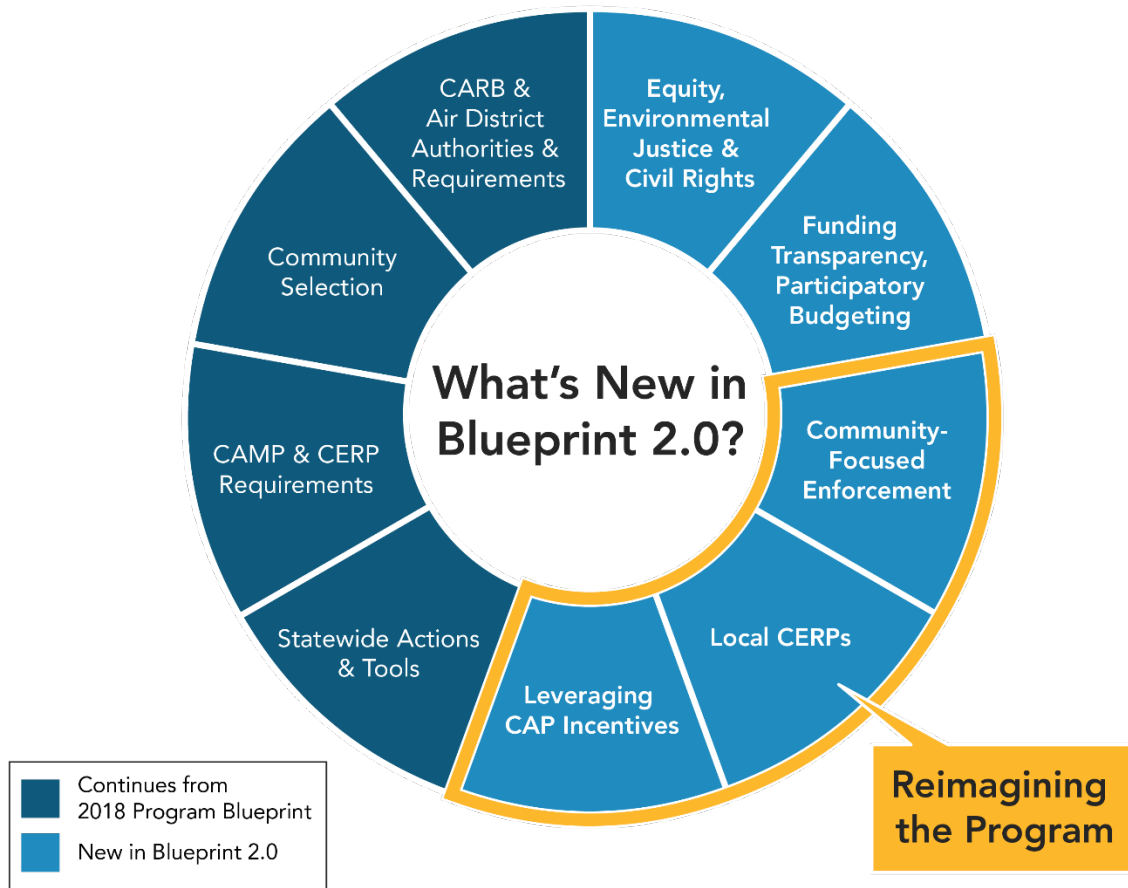 What's New in
Blueprint 2.0?
Equity,
Environmental
Justice &
Civil Rights
Funding
Transparency,
Participatory
Budgeting
Community-
Focused
Enforcement
Local CERPs
Leveraging
CAP Incentives
Statewide Actions
& Tools
CAMP & CERP
Requirements
Community
Selection
CARB &
Air District
Authorities &
Requirements
Reimagining
the Program
Continues from
2018 Program Blueprint
New in Blueprint 2.0